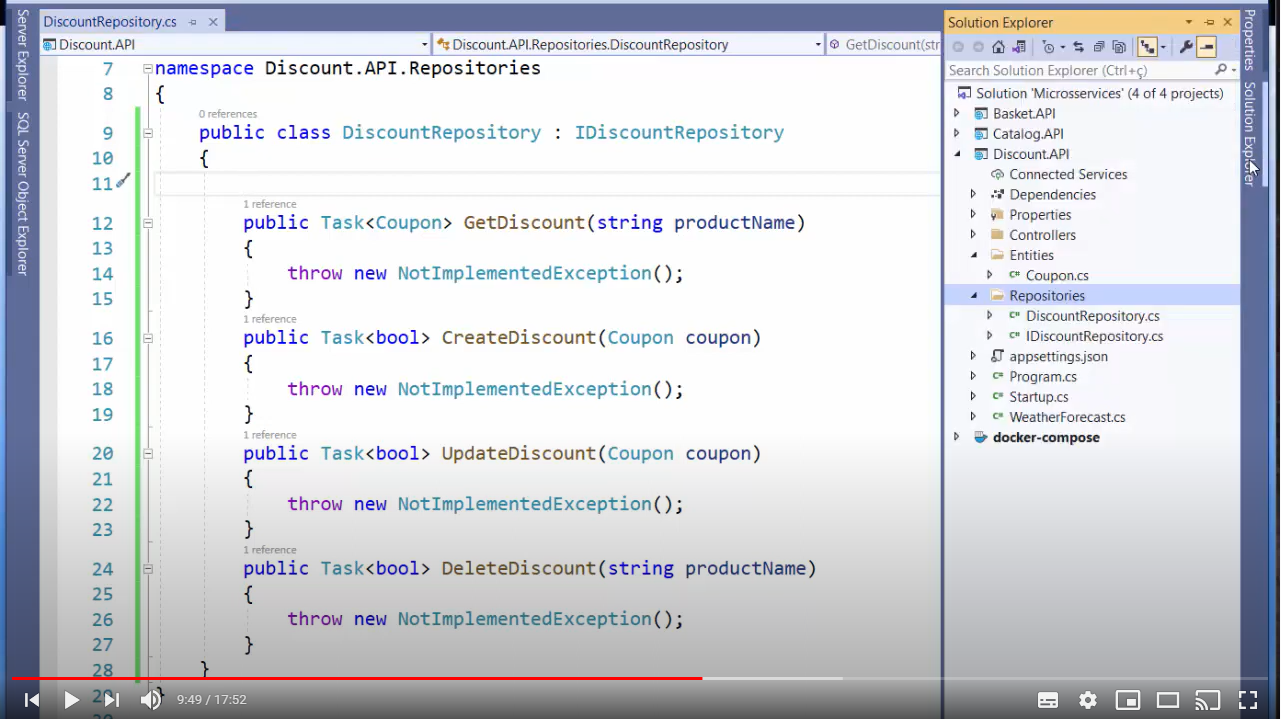 DiscountRepository.cs
Discount.API
Discount.API.Repositories.DiscountRepository
GetDiscount(str
7 namespace Discount.API.Repositories
8 {
0 references
9 public class DiscountRepository : IDiscountRepository
10 {
11
1 reference
12 public Task<Coupon> GetDiscount(string productName)
13 {
14 throw new NotImplementedException();
15 }
1 reference
16 public Task<bool> CreateDiscount(Coupon coupon)
17 {
18 throw new NotImplementedException();
19 }
1 reference
20 public Task<bool> UpdateDiscount(Coupon coupon)
21 {
22 throw new NotImplementedException();
23 }
1 reference
24 public Task<bool> DeleteDiscount(string productName)
25 {
26 throw new NotImplementedException();
27 }
28 }
29 }
Server Explorer
SQL Server Object Explorer
Solution Explorer
Search Solution Explorer (Ctrl+ç)
Solution 'Microservices' (4 of 4 projects)
Basket.API
Catalog.API
Discount.API
Connected Services
Dependencies
Properties
Controllers
Entities
C# Coupon.cs
Repositories
C# DiscountRepository.cs
C# IDiscountRepository.cs
appsettings.json
C# Program.cs
C# Startup.cs
C# WeatherForecast.cs
docker-compose
Properties
Solution Explorer
9:49 / 17:52